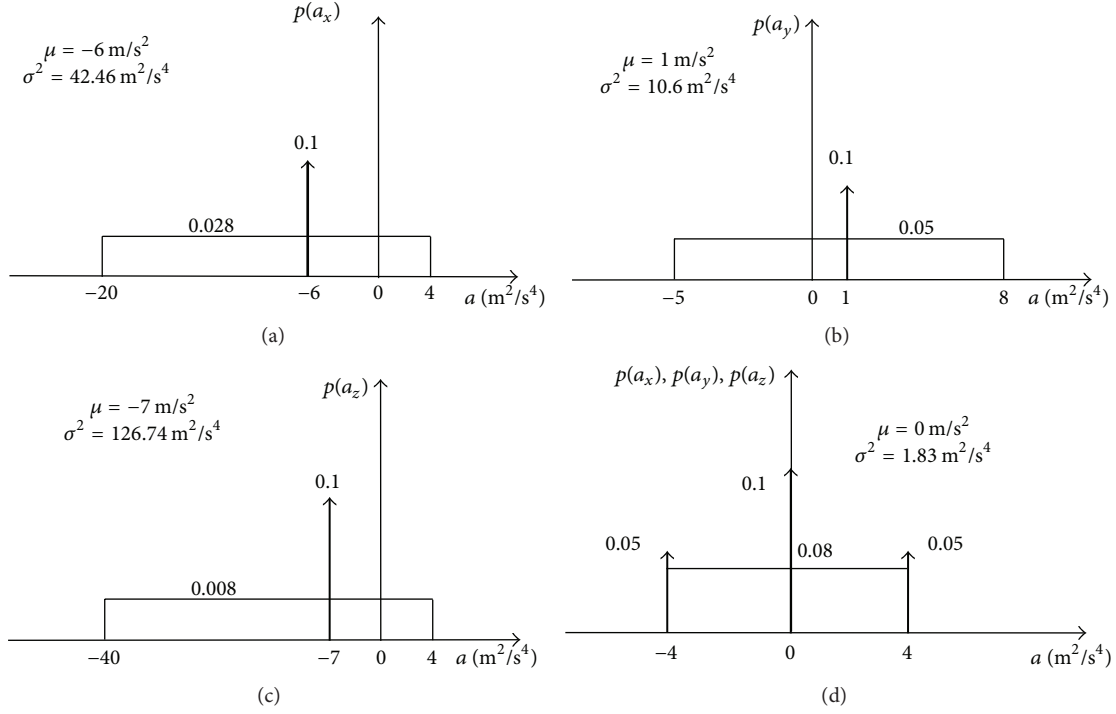 p(aₓ)
μ = −6 m/s²
σ² = 42.46 m²/s⁴
0.1
0.028
−20
−6
0
4
a (m²/s⁴)
(a)
p(a_y)
μ = 1 m/s²
σ² = 10.6 m²/s⁴
0.1
0.05
−5
0
1
8
a (m²/s⁴)
(b)
p(a_z)
μ = −7 m/s²
σ² = 126.74 m²/s⁴
0.1
0.008
−40
−7
0
4
a (m²/s⁴)
(c)
p(aₓ), p(a_y), p(a_z)
μ = 0 m/s²
σ² = 1.83 m²/s⁴
0.1
0.05
0.08
0.05
−4
0
4
a (m²/s⁴)
(d)